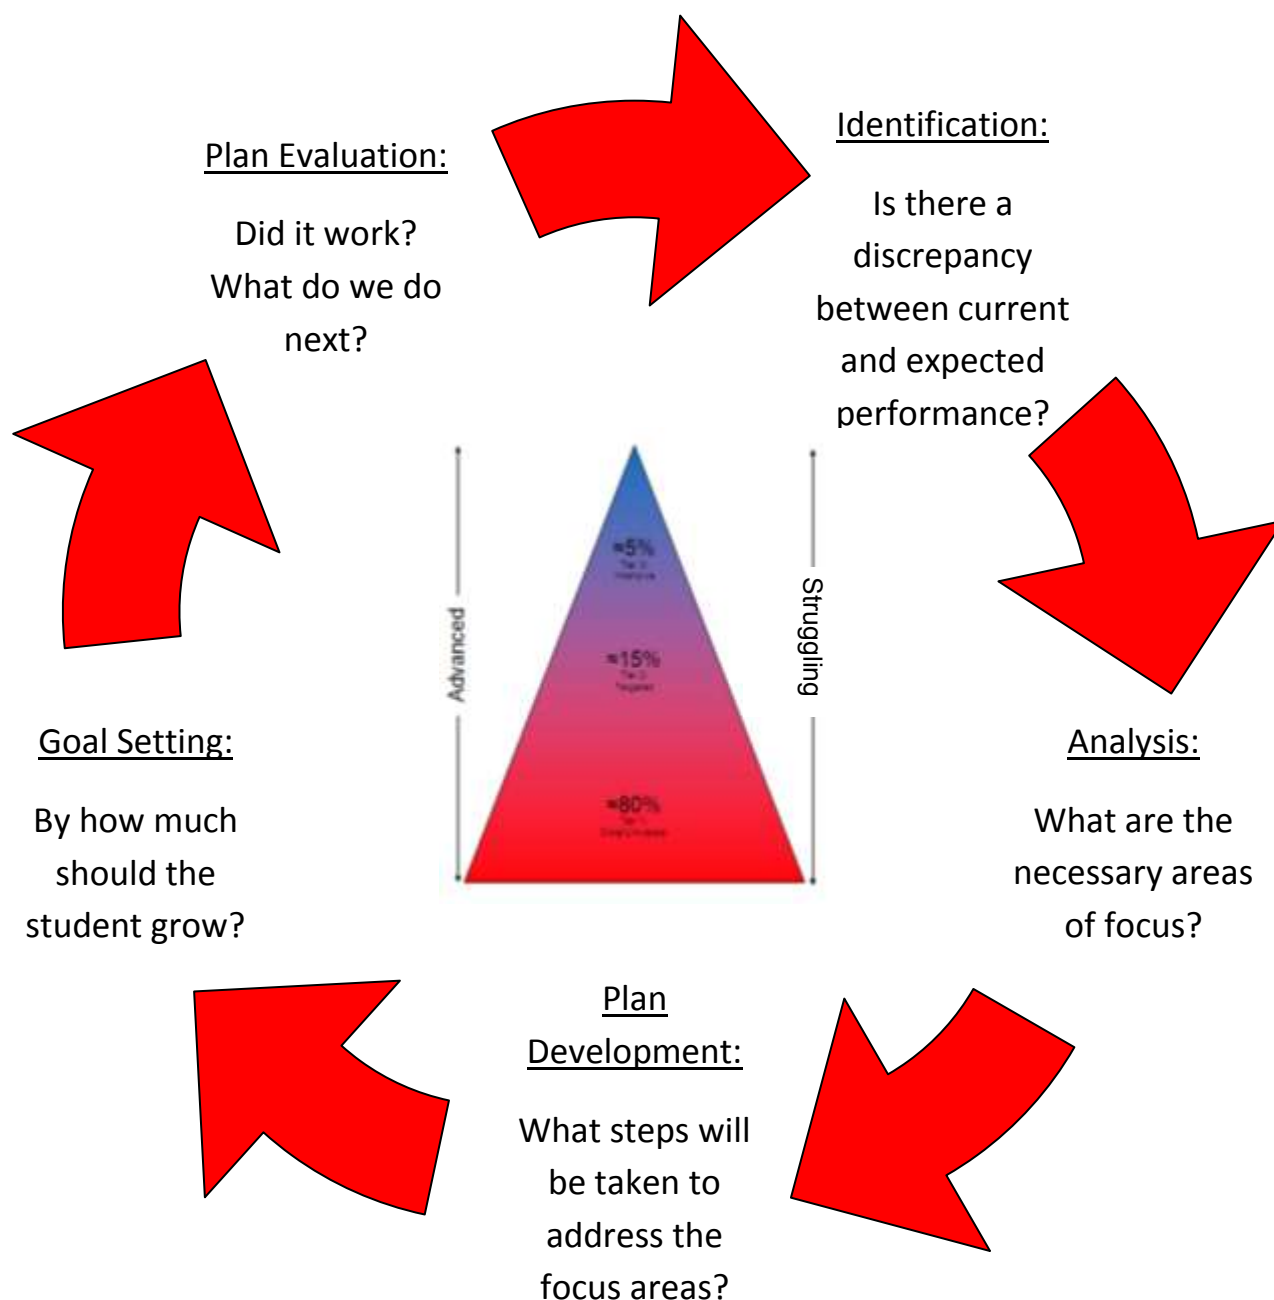 Identification:
Is there a
discrepancy
between current
and expected
performance?
Analysis:
What are the
necessary areas
of focus?
Plan
Development:
What steps will
be taken to
address the
focus areas?
Goal Setting:
By how much
should the
student grow?
Plan Evaluation:
Did it work?
What do we do
next?
Advanced
≈5%
≈15%
≈80%
Struggling